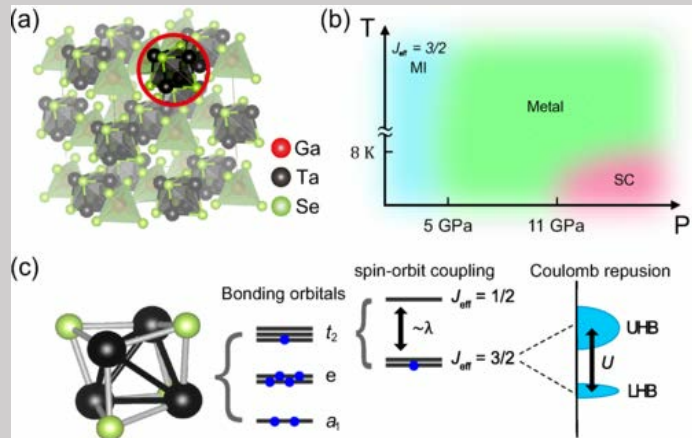 (a)
Ga
Ta
Se
(b)
T
J_eff = 3/2
MI
Metal
8 K
SC
5 GPa
11 GPa
P
(c)
Bonding orbitals
t_2
e
a_1
spin-orbit coupling
J_eff = 1/2
~λ
J_eff = 3/2
Coulomb repusion
UHB
U
LHB